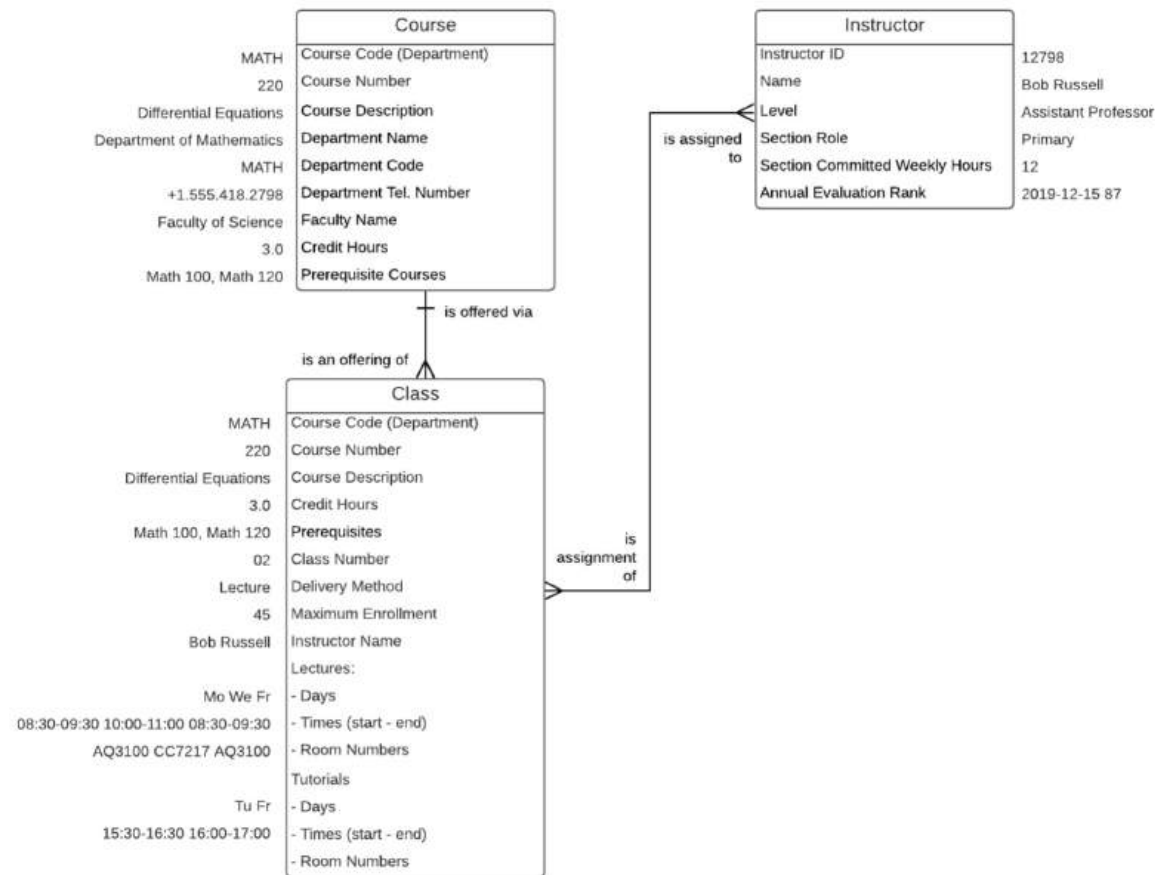 Course
MATH Course Code (Department)
220 Course Number
Differential Equations Course Description
Department of Mathematics Department Name
MATH Department Code
+1.555.418.2798 Department Tel. Number
Faculty of Science Faculty Name
3.0 Credit Hours
Math 100, Math 120 Prerequisite Courses
Instructor
Instructor ID 12798
Name Bob Russell
Level Assistant Professor
Section Role Primary
Section Committed Weekly Hours 12
Annual Evaluation Rank 2019-12-15 87
is assigned
to
is offered via
is an offering of
is
assignment
of
Class
MATH Course Code (Department)
220 Course Number
Differential Equations Course Description
3.0 Credit Hours
Math 100, Math 120 Prerequisites
02 Class Number
Lecture Delivery Method
45 Maximum Enrollment
Bob Russell Instructor Name
Lectures:
Mo We Fr - Days
08:30-09:30 10:00-11:00 08:30-09:30 - Times (start - end)
AQ3100 CC7217 AQ3100 - Room Numbers
Tutorials
Tu Fr - Days
15:30-16:30 16:00-17:00 - Times (start - end)
- Room Numbers